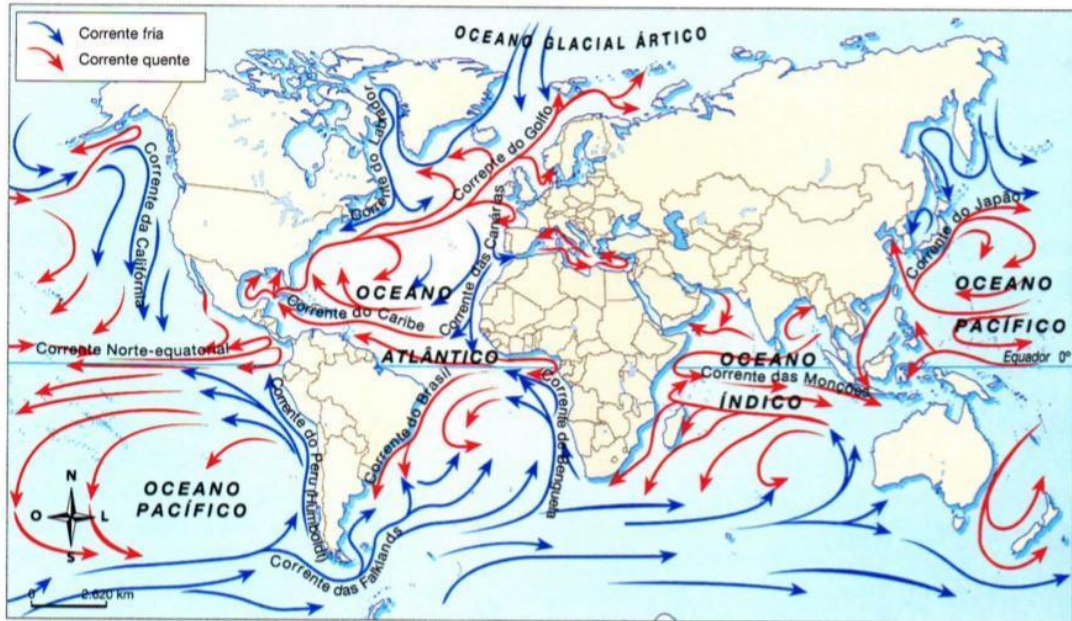 Corrente fria
Corrente quente
OCEANO GLACIAL ÁRTICO
Corrente da Califórnia
Corrente do Labrador
Corrente do Golfo
Corrente das Canárias
Corrente do Japão
OCEANO
Corrente do Caribe
ATLÂNTICO
Corrente Norte-equatorial
OCEANO
PACÍFICO
Equador 0°
OCEANO
Corrente das Monções
ÍNDICO
Corrente do Peru (Humboldt)
Corrente do Brasil
Corrente de Benguela
OCEANO
PACÍFICO
N
O
L
S
Corrente das Falklands
0
2.620 km